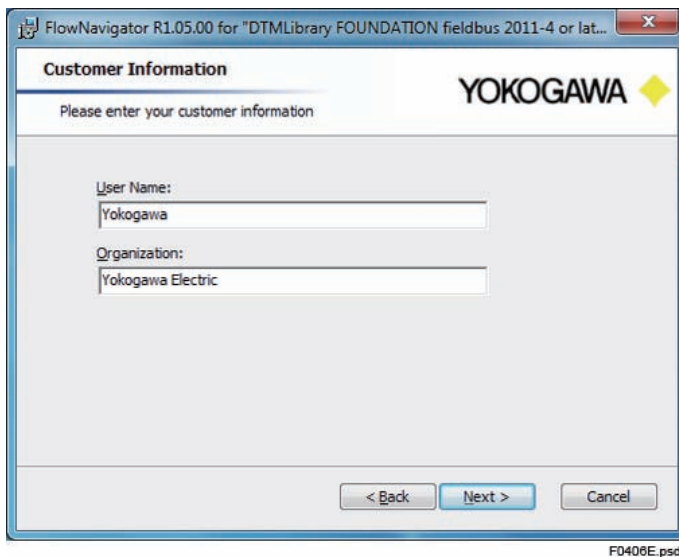 FlowNavigator R1.05.00 for "DTMLibrary FOUNDATION fieldbus 2011-4 or lat...
Customer Information
Please enter your customer information
YOKOGAWA
User Name:
Yokogawa
Organization:
Yokogawa Electric
< Back
Next >
Cancel
F0406E.psd